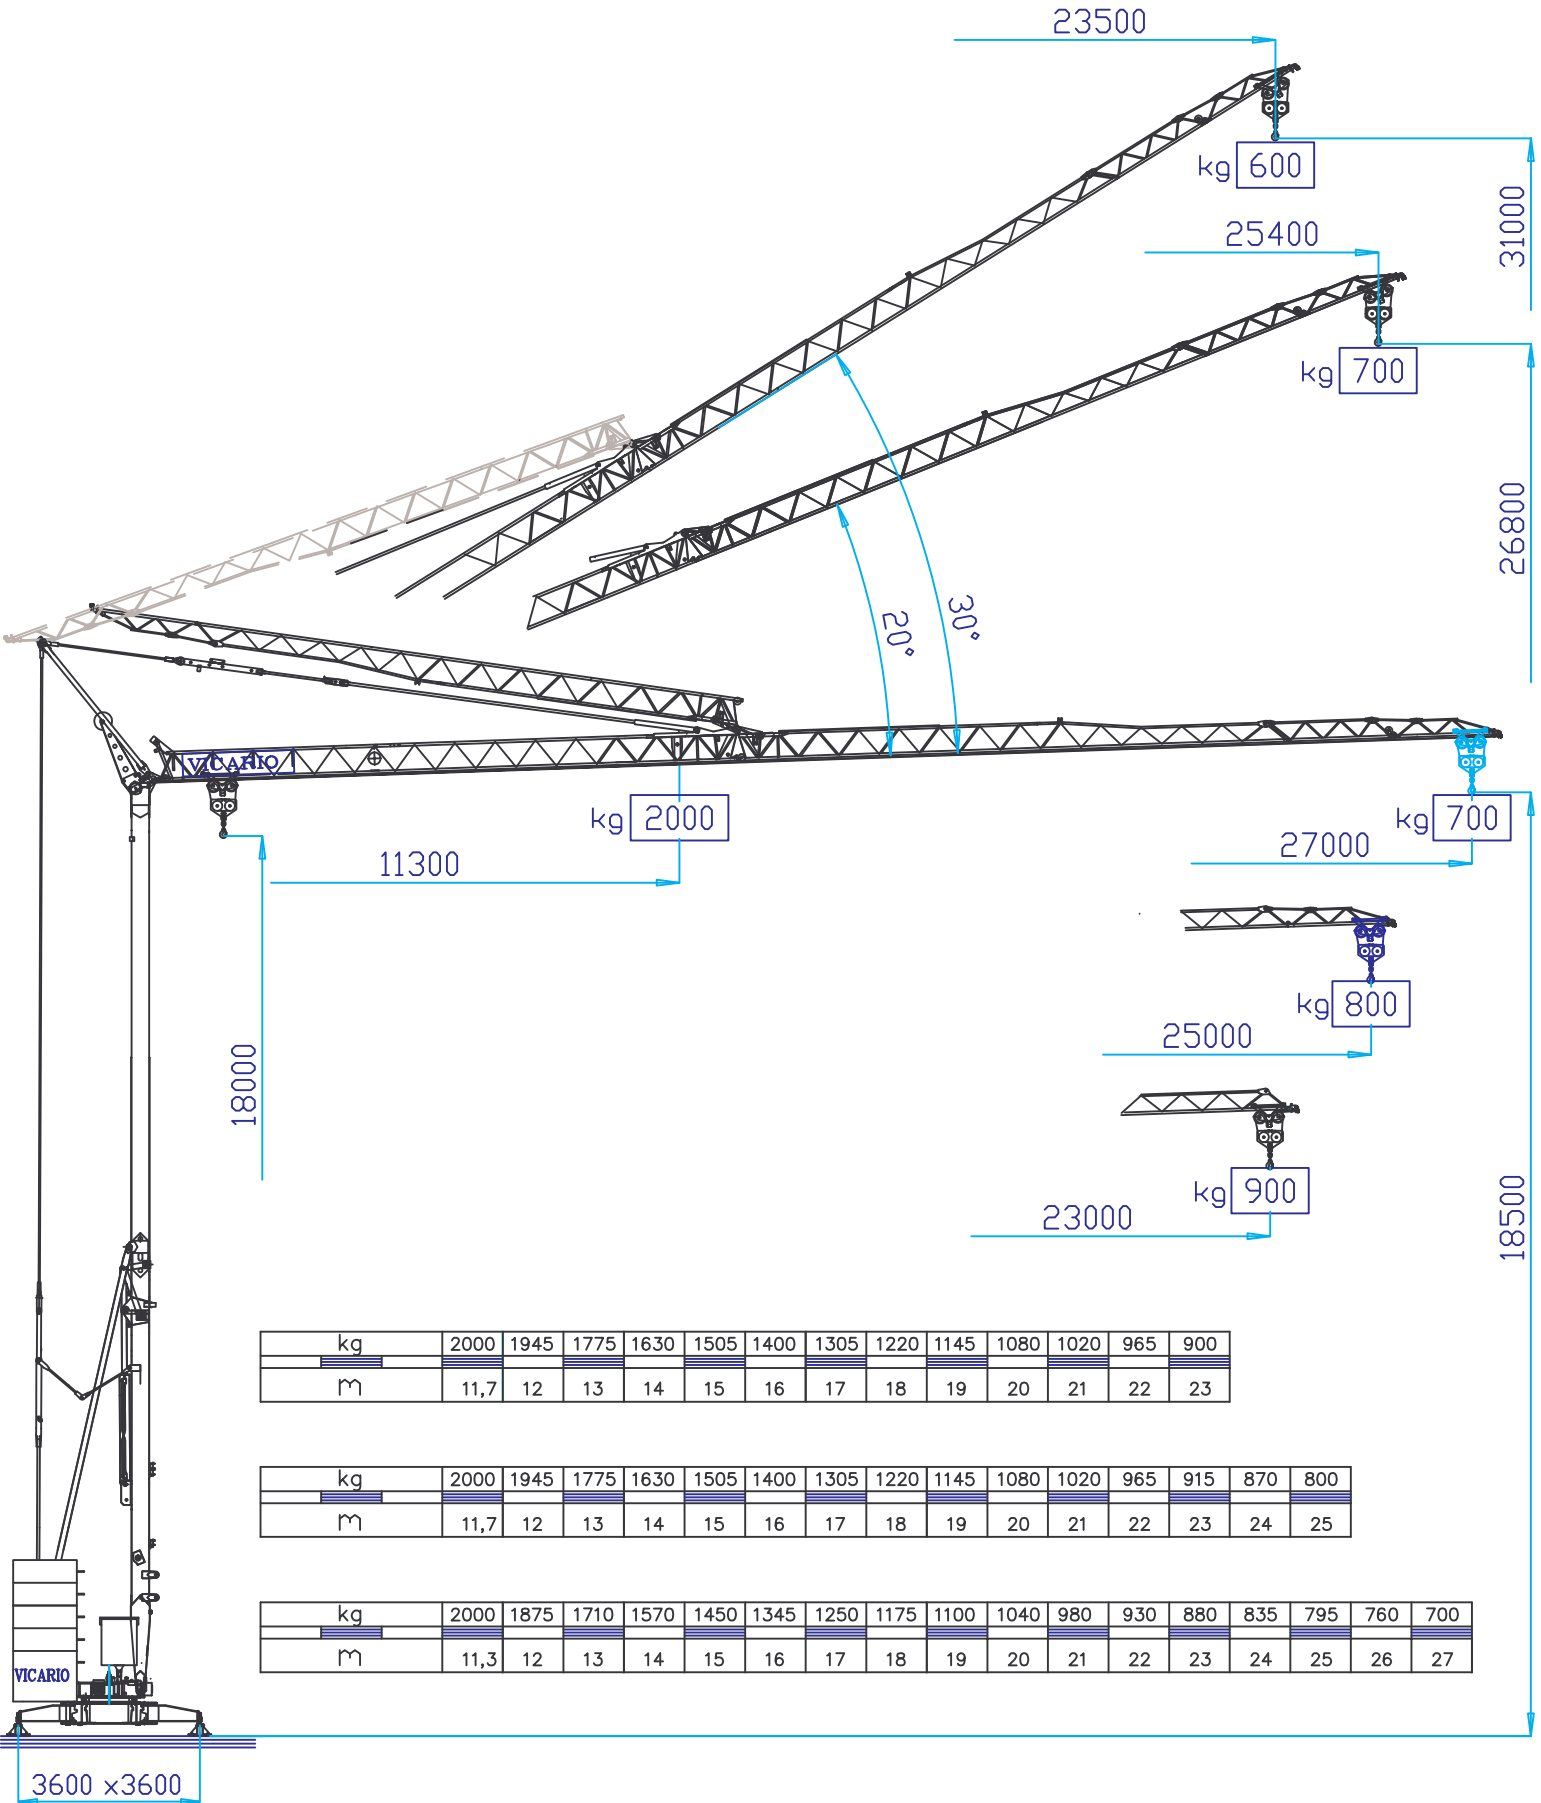 23500
kg 600
31000
25400
kg 700
26800
30°
20°
VICARIO
kg 2000
kg 700
11300
27000
kg 800
25000
18000
kg 900
23000
18500
kg 2000 1945 1775 1630 1505 1400 1305 1220 1145 1080 1020 965 900
m 11,7 12 13 14 15 16 17 18 19 20 21 22 23
kg 2000 1945 1775 1630 1505 1400 1305 1220 1145 1080 1020 965 915 870 800
m 11,7 12 13 14 15 16 17 18 19 20 21 22 23 24 25
kg 2000 1875 1710 1570 1450 1345 1250 1175 1100 1040 980 930 880 835 795 760 700
m 11,3 12 13 14 15 16 17 18 19 20 21 22 23 24 25 26 27
VICARIO
3600 x3600